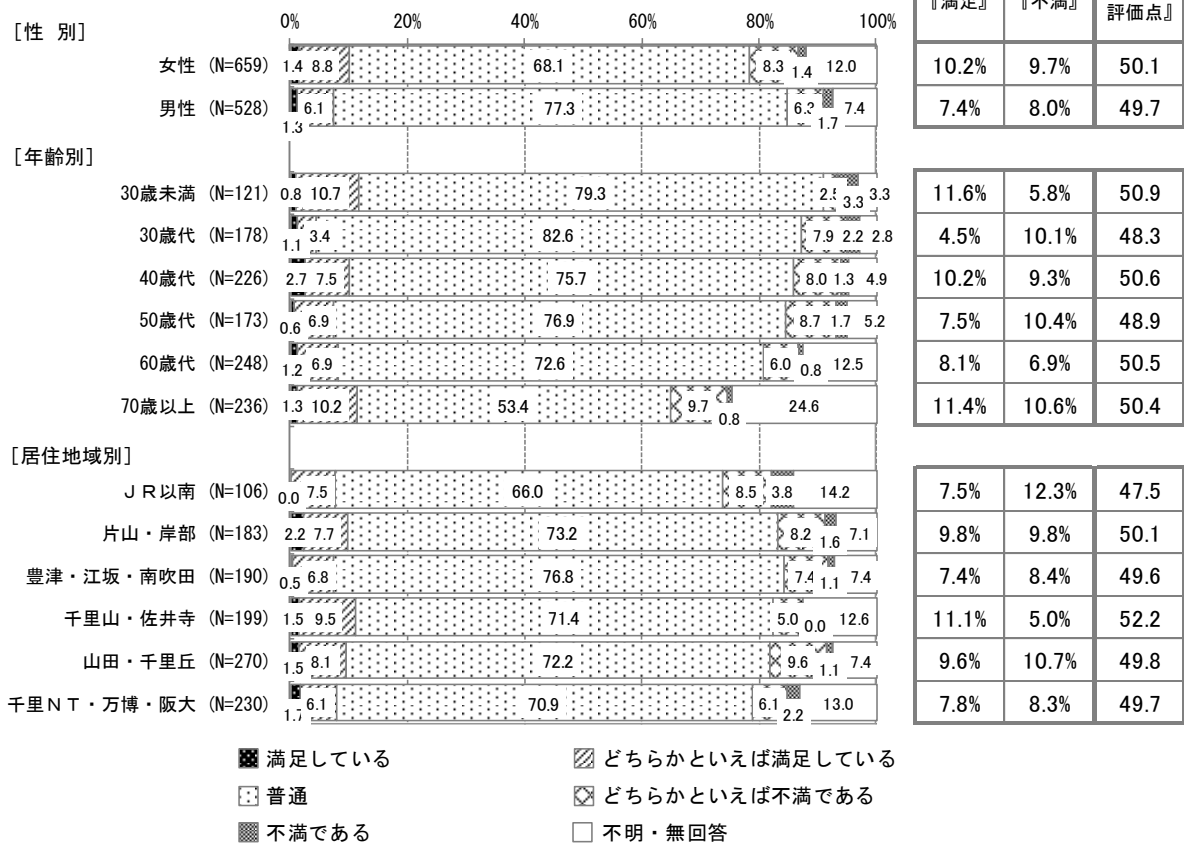 『満足』 『不満』 評価点』
0% 20% 40% 60% 80% 100%
[性 別]
女性 (N=659) 1.4 8.8 68.1 8.3 1.4 12.0 10.2% 9.7% 50.1
男性 (N=528) 1.3 6.1 77.3 6.3 1.7 7.4 7.4% 8.0% 49.7
[年齢別]
30歳未満 (N=121) 0.8 10.7 79.3 2.5 3.3 3.3 11.6% 5.8% 50.9
30歳代 (N=178) 1.1 3.4 82.6 7.9 2.2 2.8 4.5% 10.1% 48.3
40歳代 (N=226) 2.7 7.5 75.7 8.0 1.3 4.9 10.2% 9.3% 50.6
50歳代 (N=173) 0.6 6.9 76.9 8.7 1.7 5.2 7.5% 10.4% 48.9
60歳代 (N=248) 1.2 6.9 72.6 6.0 0.8 12.5 8.1% 6.9% 50.5
70歳以上 (N=236) 1.3 10.2 53.4 9.7 0.8 24.6 11.4% 10.6% 50.4
[居住地域別]
ＪＲ以南 (N=106) 0.0 7.5 66.0 8.5 3.8 14.2 7.5% 12.3% 47.5
片山・岸部 (N=183) 2.2 7.7 73.2 8.2 1.6 7.1 9.8% 9.8% 50.1
豊津・江坂・南吹田 (N=190) 0.5 6.8 76.8 7.4 1.1 7.4 7.4% 8.4% 49.6
千里山・佐井寺 (N=199) 1.5 9.5 71.4 5.0 0.0 12.6 11.1% 5.0% 52.2
山田・千里丘 (N=270) 1.5 8.1 72.2 9.6 1.1 7.4 9.6% 10.7% 49.8
千里ＮＴ・万博・阪大 (N=230) 1.7 6.1 70.9 6.1 2.2 13.0 7.8% 8.3% 49.7
満足している どちらかといえば満足している
普通 どちらかといえば不満である
不満である 不明・無回答